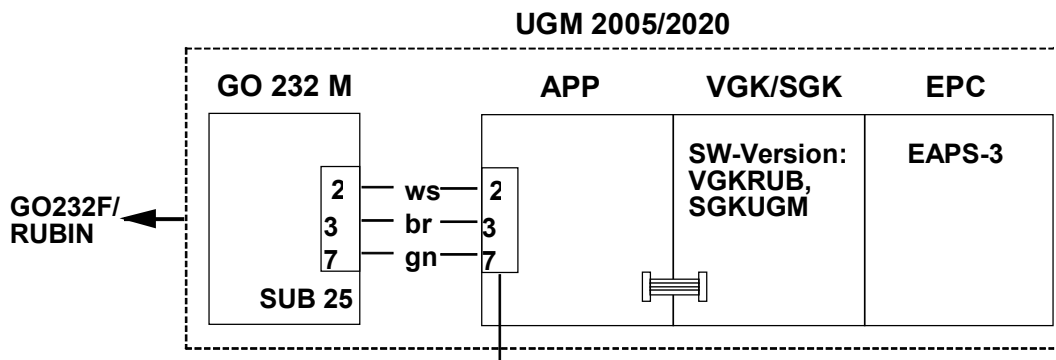 UGM 2005/2020
GO 232 M
APP
VGK/SGK
EPC
SW-Version:
VGKRUB,
SGKUGM
EAPS-3
GO232F/
RUBIN
2 ws 2
3 br 3
7 gn 7
SUB 25